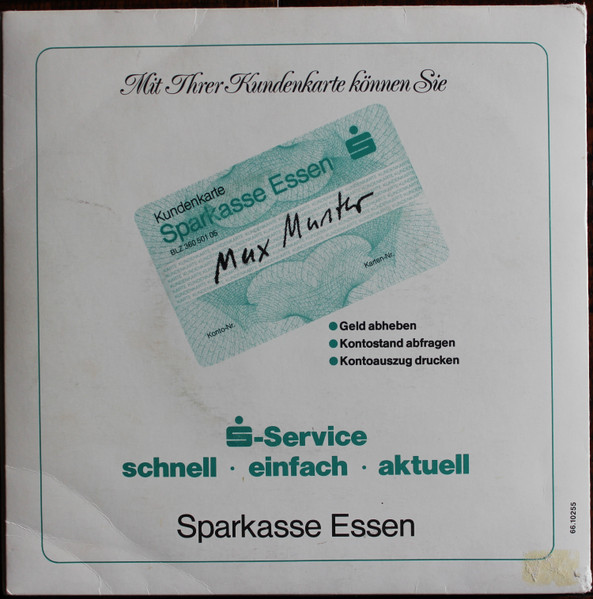 Mit Ihrer Kundenkarte können Sie
Kundenkarte
Sparkasse Essen
BLZ 360 501 05
Max Muster
Konto-Nr.
Karten-Nr.
Geld abheben
Kontostand abfragen
Kontoauszug drucken
S-Service
schnell · einfach · aktuell
Sparkasse Essen
66.10255